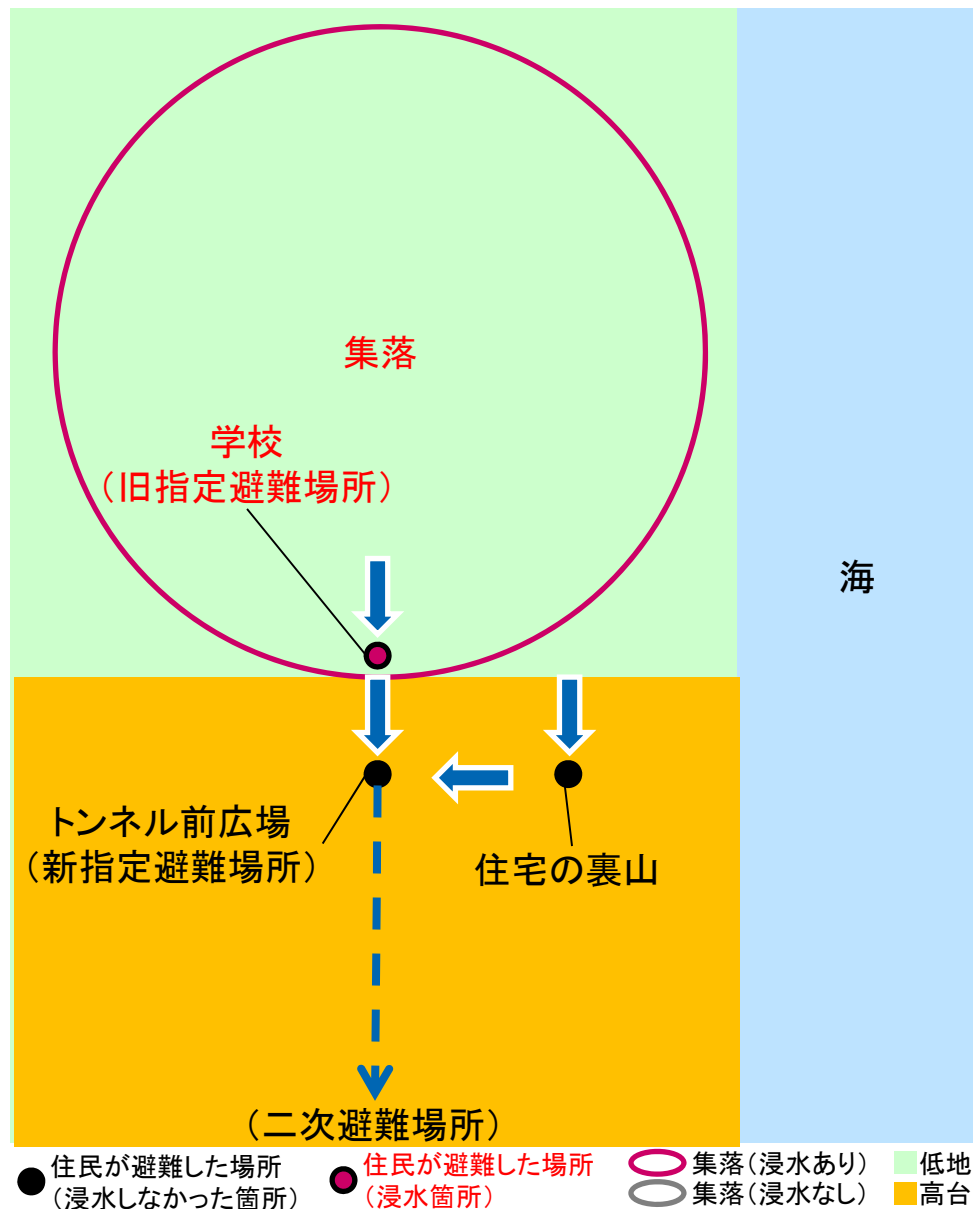 集落
学校
（旧指定避難場所）
海
トンネル前広場
（新指定避難場所）
住宅の裏山
（二次避難場所）
住民が避難した場所
（浸水しなかった箇所）
住民が避難した場所
（浸水箇所）
集落（浸水あり）
集落（浸水なし）
低地
高台